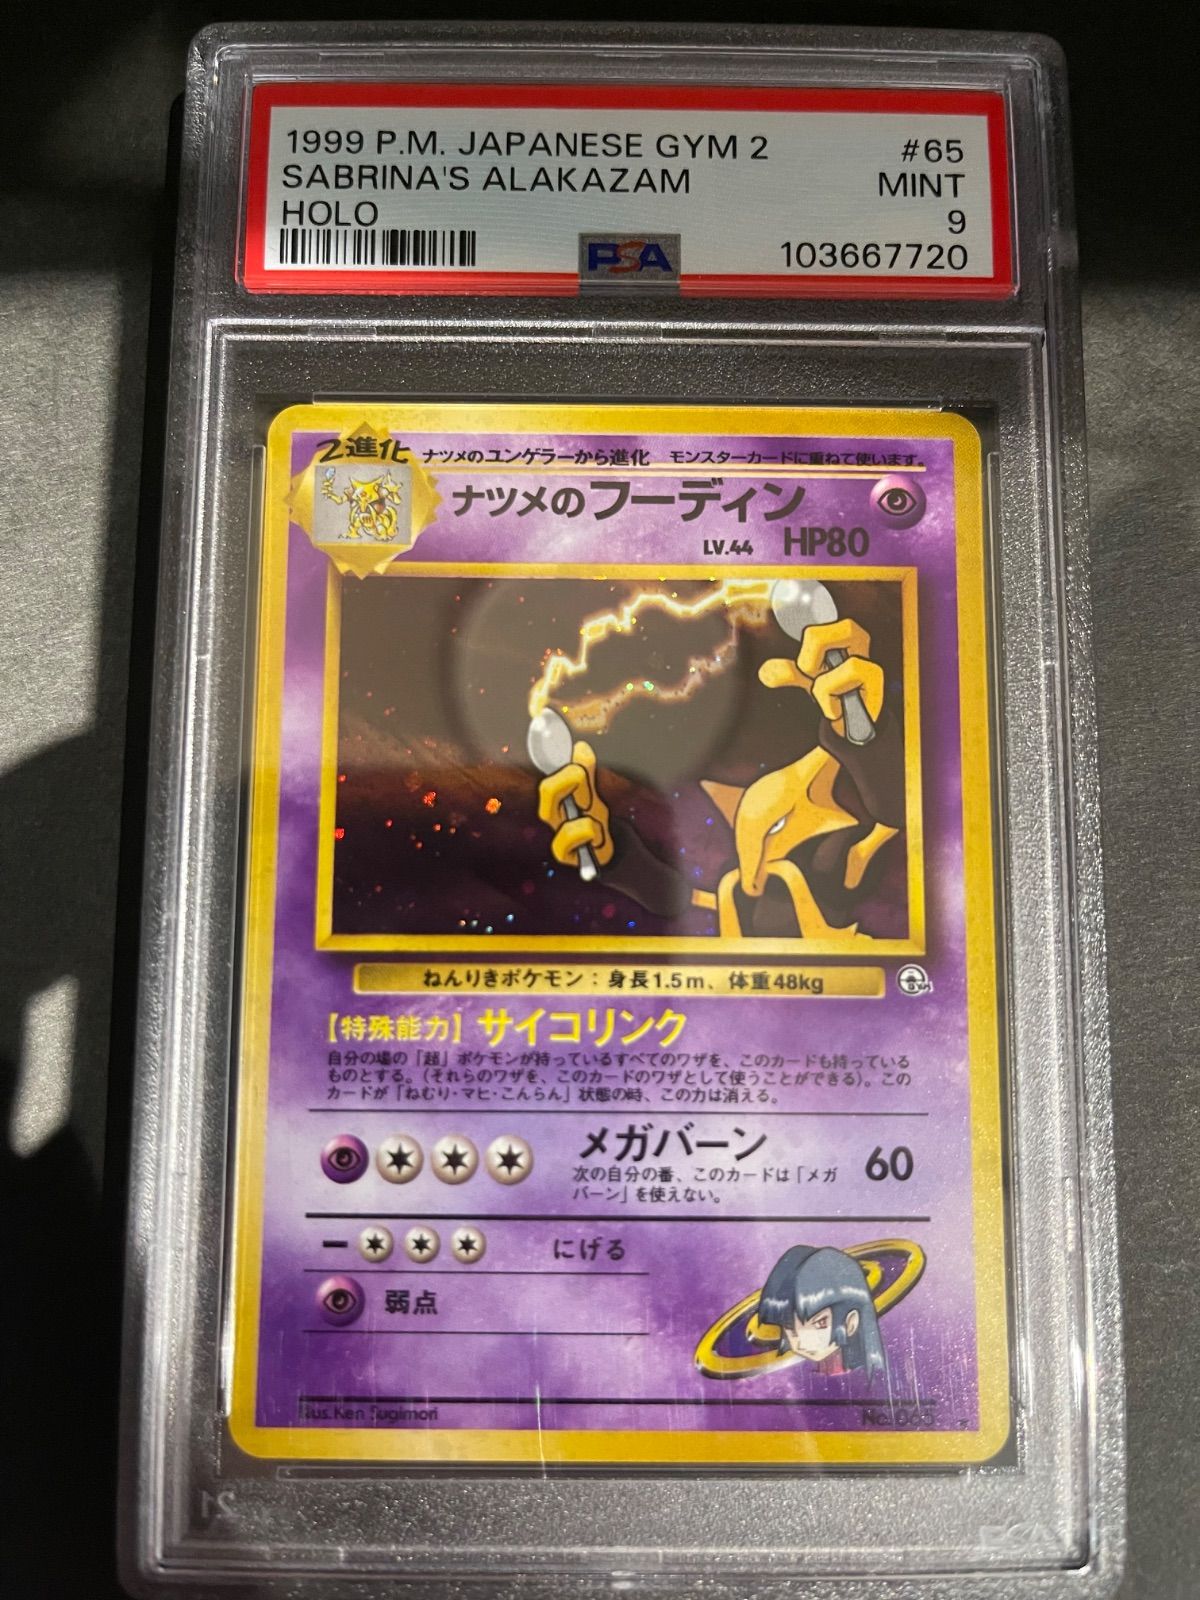 1999 P.M. JAPANESE GYM 2 #65
SABRINA'S ALAKAZAM MINT
HOLO 9
PSA 103667720
2進化 ナツメのユンゲラーから進化 モンスターカードに重ねて使います。
ナツメのフーディン
LV.44 HP80
ねんりきポケモン：身長1.5m、体重48kg
【特殊能力】サイコリンク
自分の場の「超」ポケモンが持っているすべてのワザを、このカードも持っている
ものとする。（それらのワザを、このカードのワザとして使うことができる）。この
カードが「ねむり・マヒ・こんらん」状態の時、この力は消える。
メガバーン 60
次の自分の番、このカードは「メガ
バーン」を使えない。
にげる
弱点
Illus. Ken Sugimori No. 065